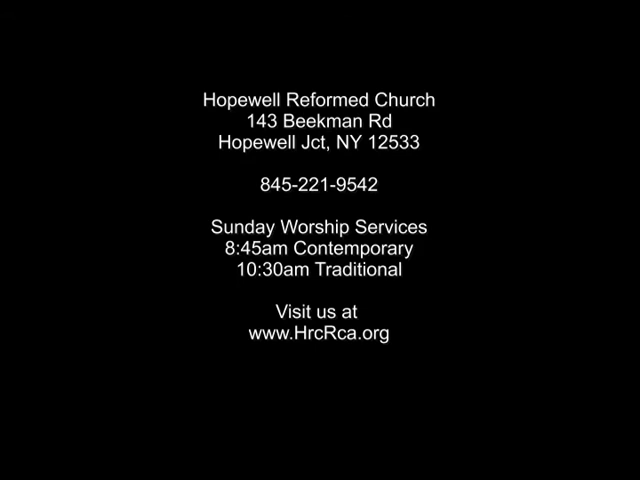 Hopewell Reformed Church
143 Beekman Rd
Hopewell Jct, NY 12533
845-221-9542
Sunday Worship Services
8:45am Contemporary
10:30am Traditional
Visit us at
www.HrcRca.org